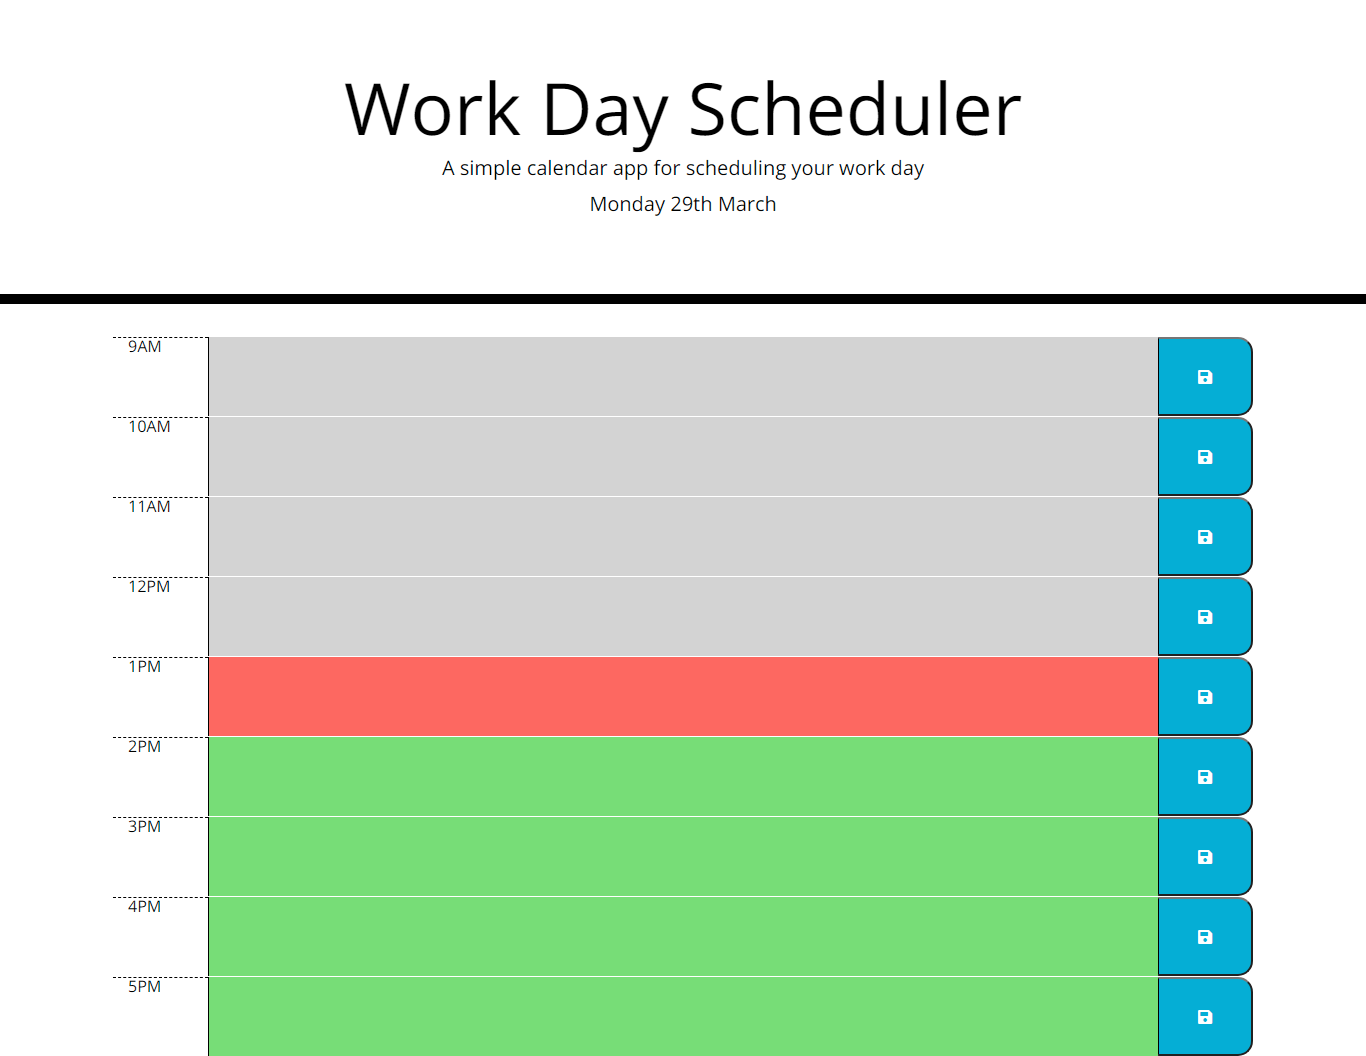 Work Day Scheduler
A simple calendar app for scheduling your work day
Monday 29th March
9AM
10AM
11AM
12PM
1PM
2PM
3PM
4PM
5PM